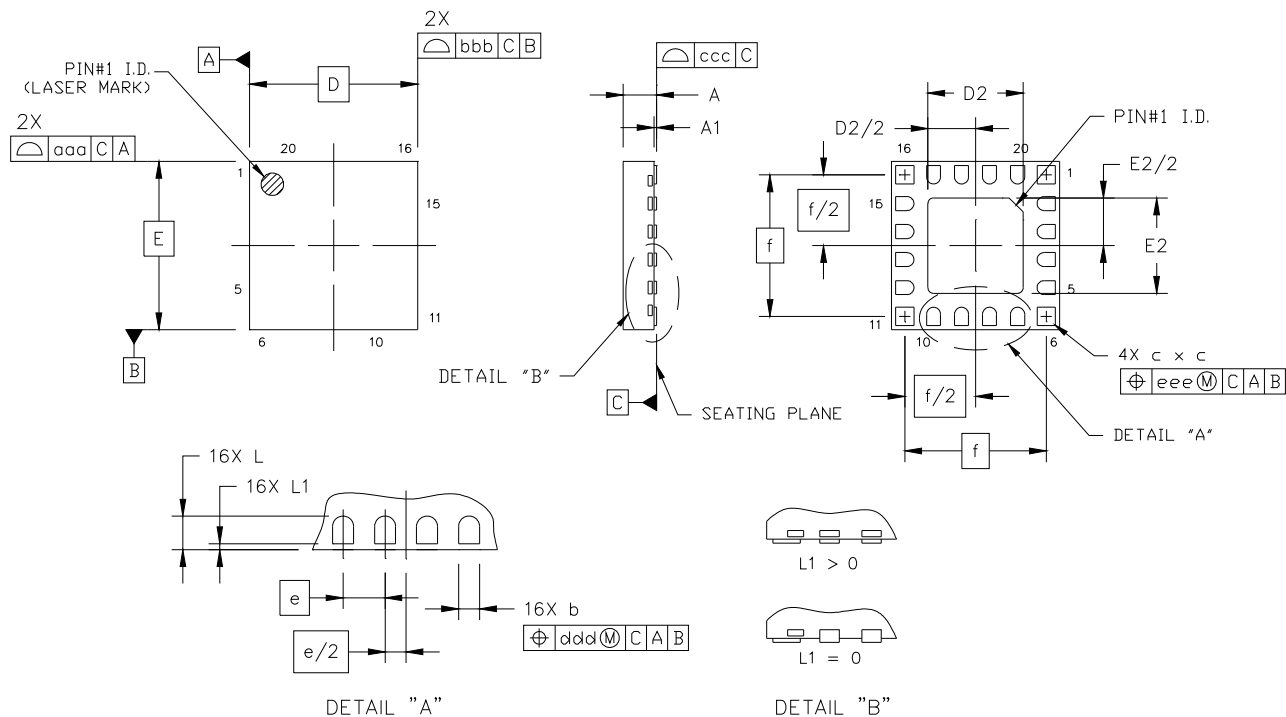 2X
bbb C B
A
PIN#1 I.D.
(LASER MARK)
D
2X
aaa C A
20
16
1
15
E
5
11
6
10
B
ccc C
A
A1
DETAIL "B"
C
SEATING PLANE
D2
D2/2
PIN#1 I.D.
16
20
1
E2/2
15
f/2
f
E2
5
11
10
6
4X c x c
⌖ eee Ⓜ C A B
f/2
f
DETAIL "A"
16X L
16X L1
e
e/2
16X b
⌖ ddd Ⓜ C A B
DETAIL "A"
L1 > 0
L1 = 0
DETAIL "B"